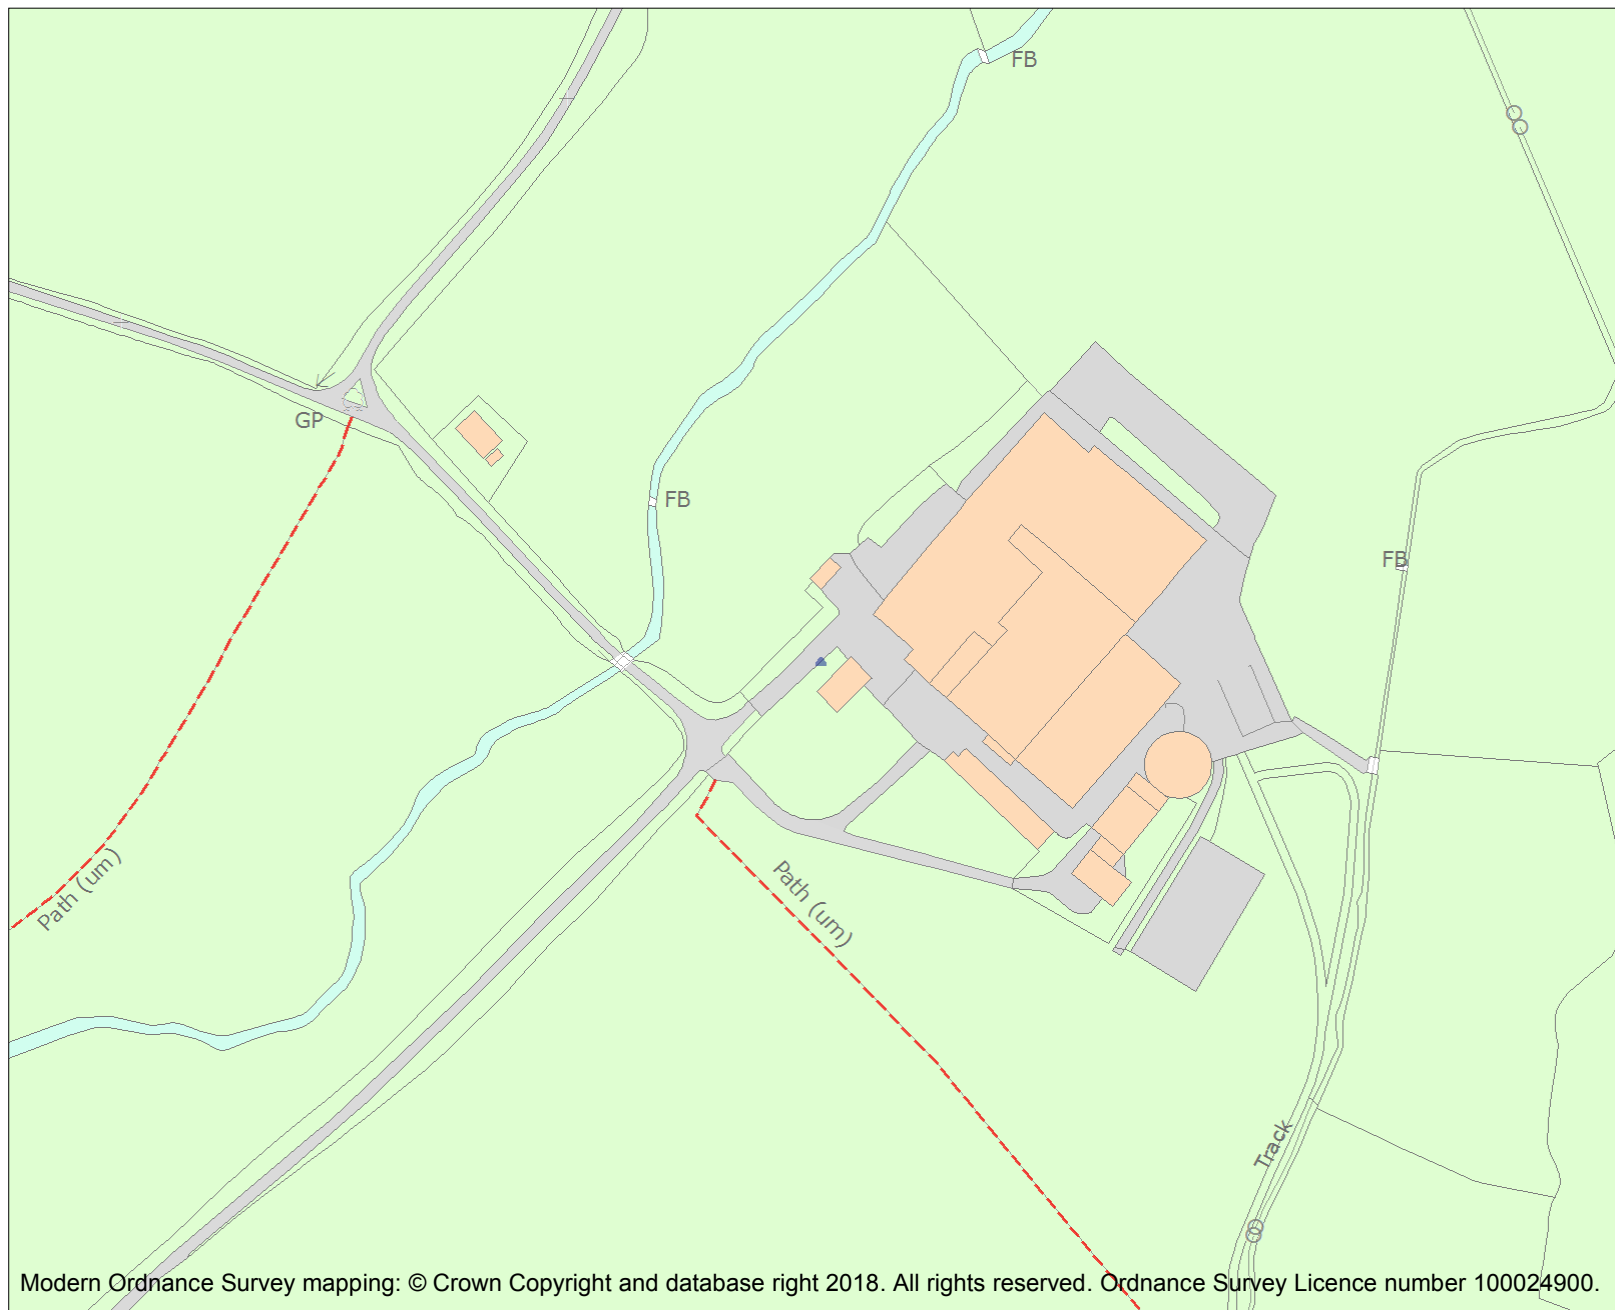 FB
GP
FB
FB
Path (um)
Path (um)
Track
Modern Ordnance Survey mapping: © Crown Copyright and database right 2018. All rights reserved. Ordnance Survey Licence number 100024900.